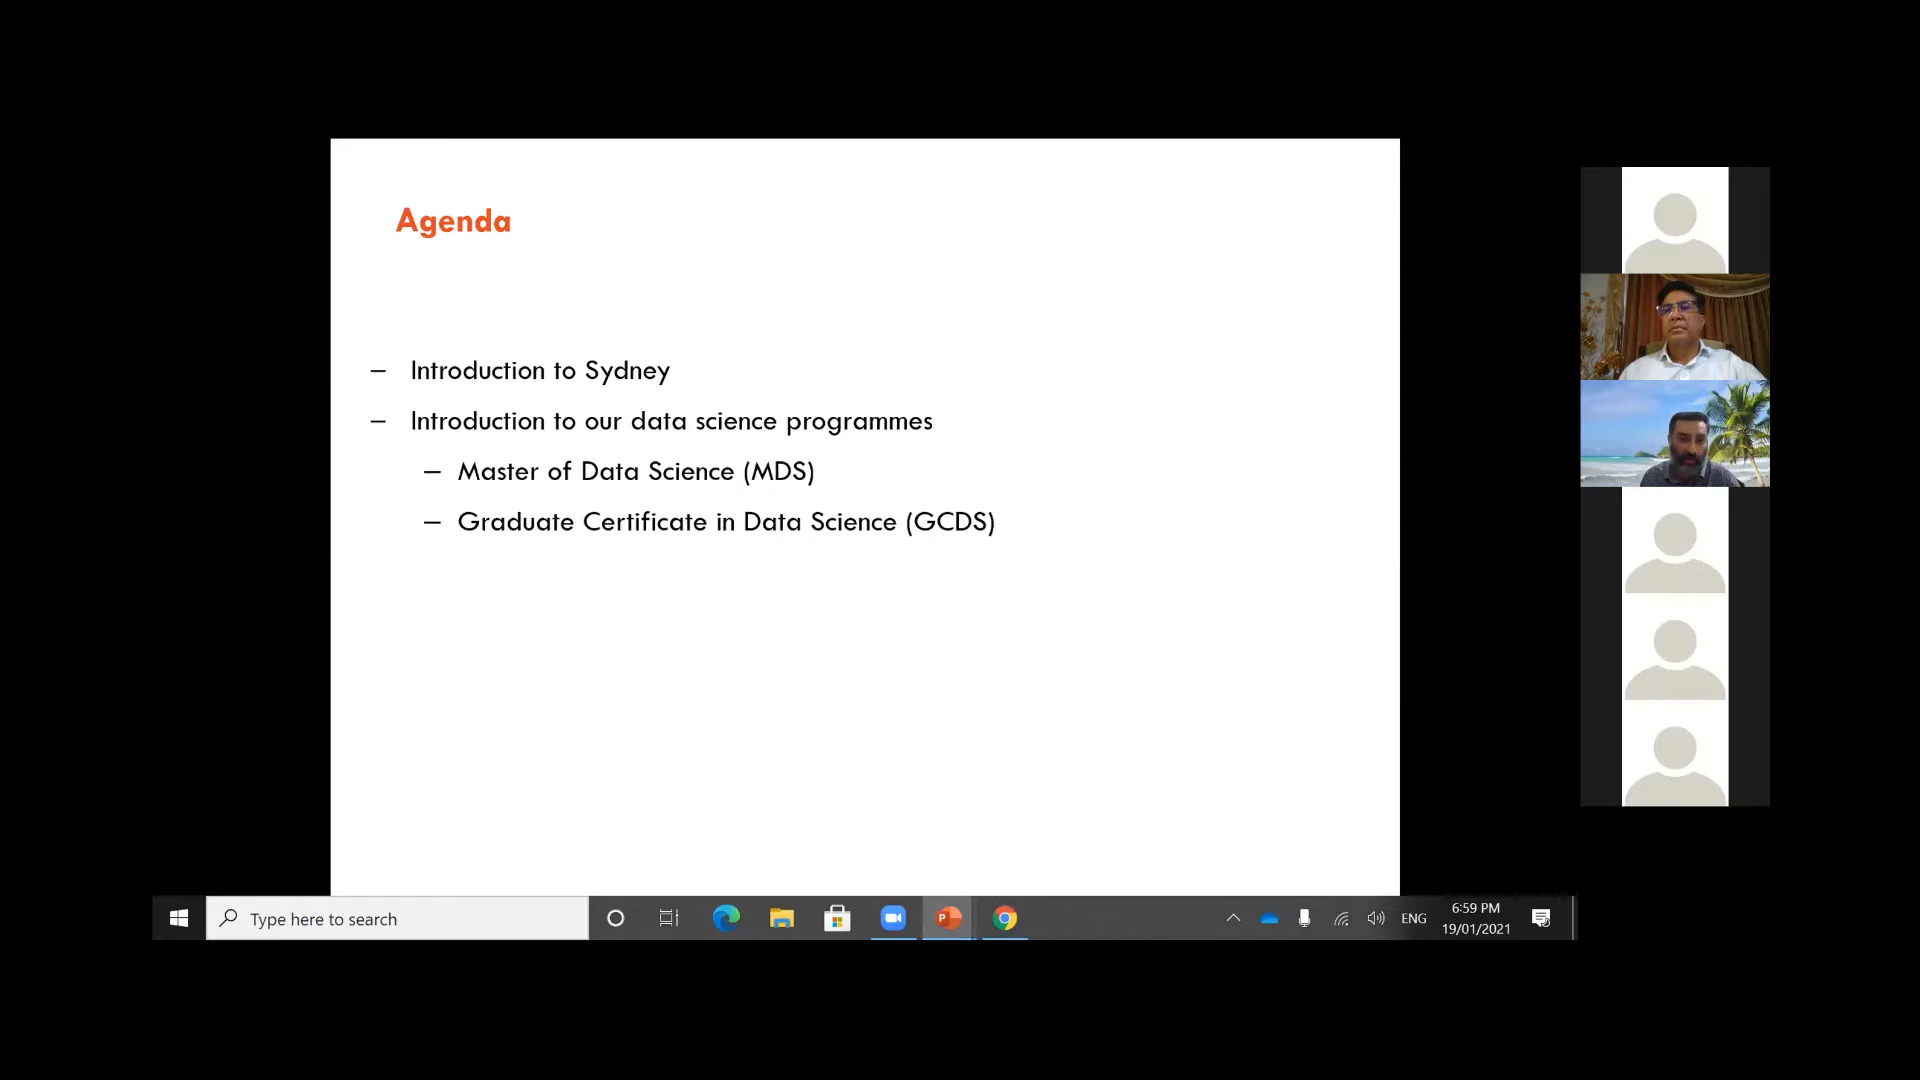 Agenda
– Introduction to Sydney
– Introduction to our data science programmes
– Master of Data Science (MDS)
– Graduate Certificate in Data Science (GCDS)
Type here to search
P
ENG
6:59 PM
19/01/2021